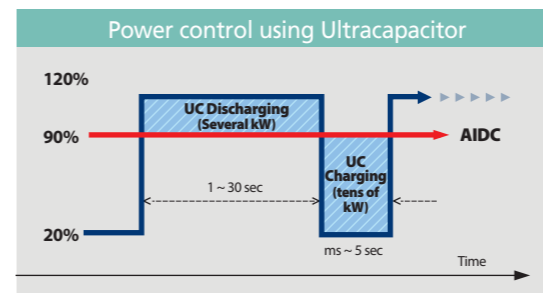 Power control using Ultracapacitor
120%
UC Discharging
(Several kW)
90%
AIDC
UC
Charging
(tens of
kW)
1 ~ 30 sec
20%
ms ~ 5 sec
Time